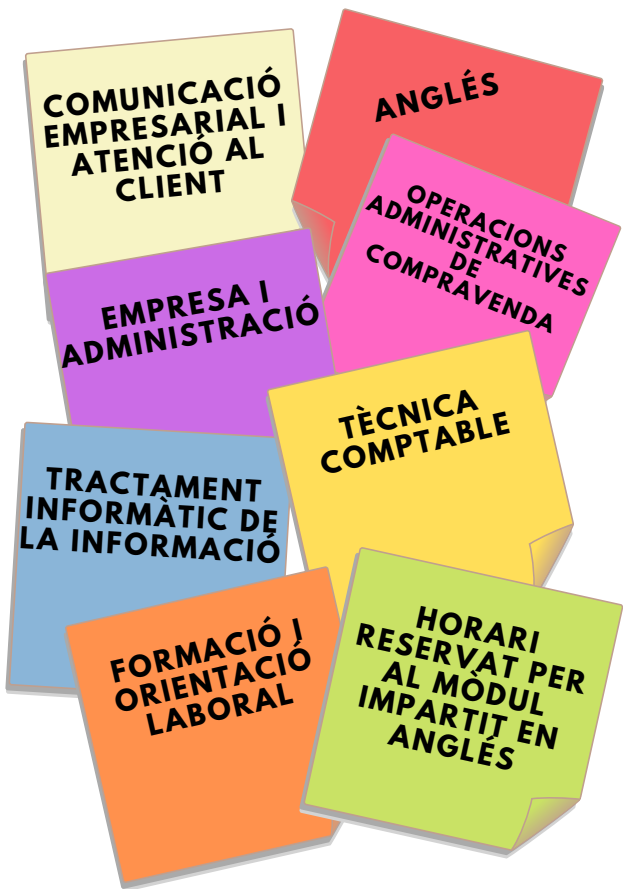 COMUNICACIÓ
EMPRESARIAL I
ATENCIÓ AL
CLIENT
ANGLÉS
OPERACIONS
ADMINISTRATIVES
DE
COMPRAVENDA
EMPRESA I
ADMINISTRACIÓ
TÈCNICA
COMPTABLE
TRACTAMENT
INFORMÀTIC DE
LA INFORMACIÓ
FORMACIÓ I
ORIENTACIÓ
LABORAL
HORARI
RESERVAT PER
AL MÒDUL
IMPARTIT EN
ANGLÉS